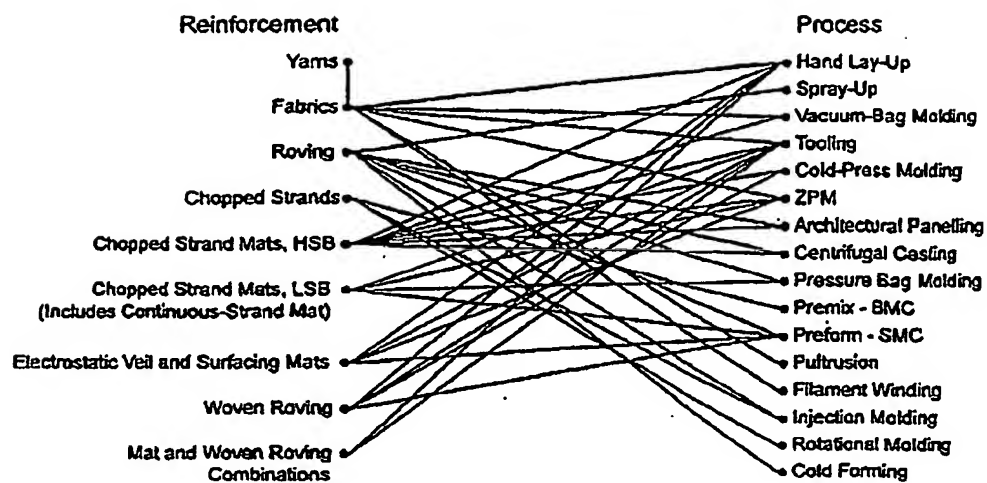 Reinforcement
Yarns
Fabrics
Roving
Chopped Strands
Chopped Strand Mats, HSB
Chopped Strand Mats, LSB
(Includes Continuous-Strand Mat)
Electrostatic Veil and Surfacing Mats
Woven Roving
Mat and Woven Roving
Combinations
Process
Hand Lay-Up
Spray-Up
Vacuum-Bag Molding
Tooling
Cold-Press Molding
ZPM
Architectural Panelling
Centrifugal Casting
Pressure Bag Molding
Premix - BMC
Preform - SMC
Pultrusion
Filament Winding
Injection Molding
Rotational Molding
Cold Forming